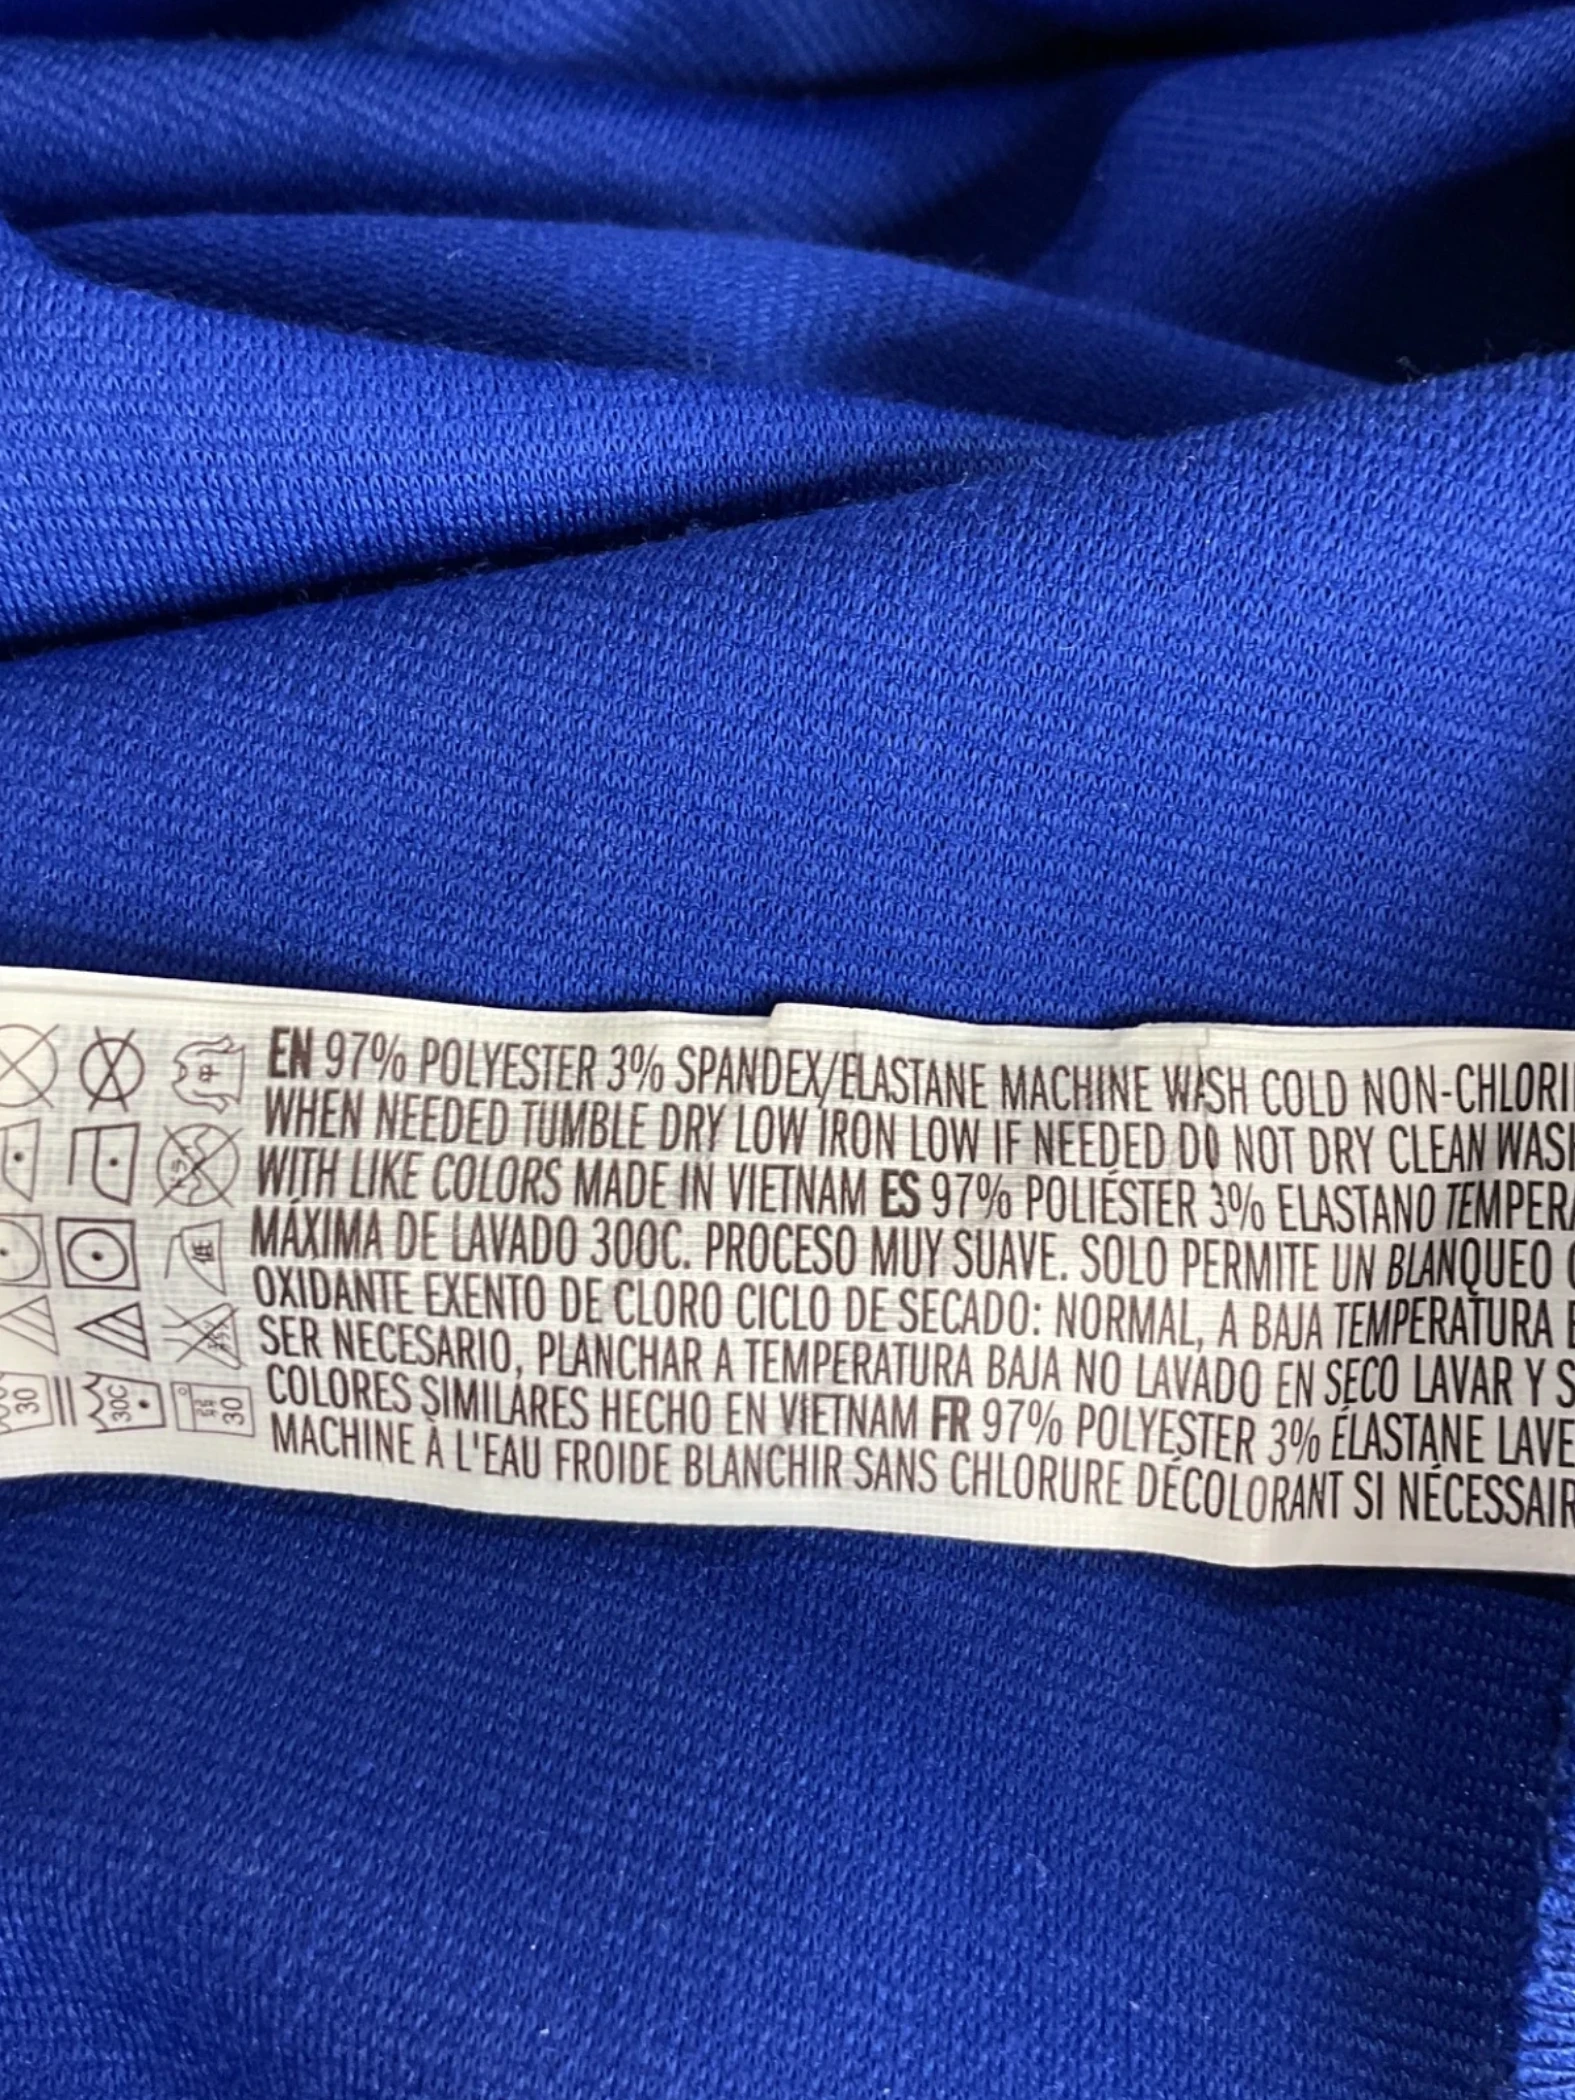 EN 97% POLYESTER 3% SPANDEX/ELASTANE MACHINE WASH COLD NON-CHLORI
WHEN NEEDED TUMBLE DRY LOW IRON LOW IF NEEDED DO NOT DRY CLEAN WASH
WITH LIKE COLORS MADE IN VIETNAM ES 97% POLIÉSTER 3% ELASTANO TEMPERA
MÁXIMA DE LAVADO 300C. PROCESO MUY SUAVE. SOLO PERMITE UN BLANQUEO
OXIDANTE EXENTO DE CLORO CICLO DE SECADO: NORMAL, A BAJA TEMPERATURA
SER NECESARIO, PLANCHAR A TEMPERATURA BAJA NO LAVADO EN SECO LAVAR Y S
COLORES SIMILARES HECHO EN VIETNAM FR 97% POLYESTER 3% ÉLASTANE LAVE
MACHINE À L'EAU FROIDE BLANCHIR SANS CHLORURE DÉCOLORANT SI NÉCESSAIR
低
30
30C
30